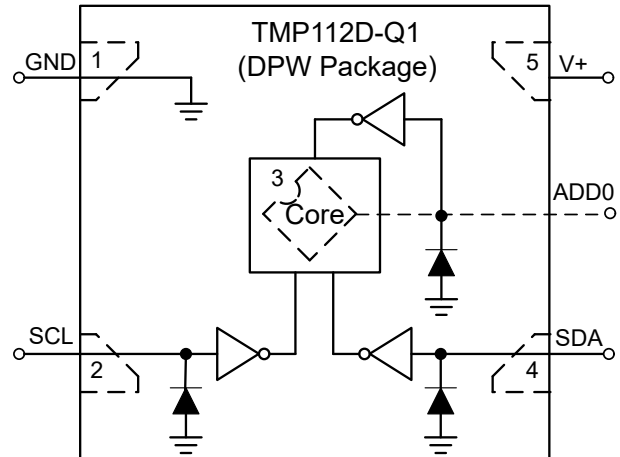 TMP112D-Q1
(DPW Package)
GND
1
5
V+
3
Core
ADD0
SCL
2
SDA
4